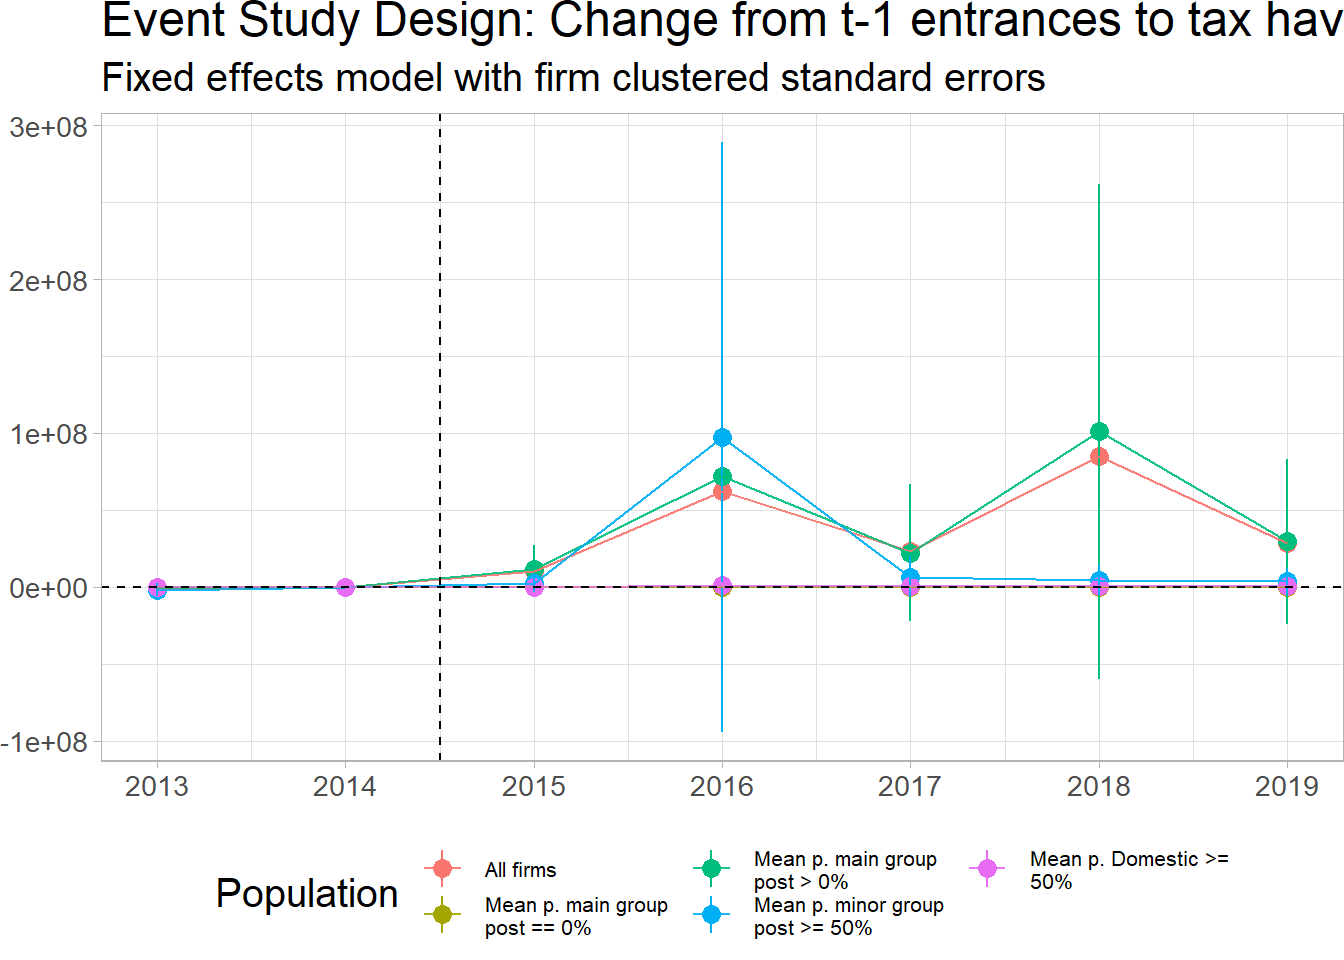 Event Study Design: Change from t-1 entrances to tax hav
Fixed effects model with firm clustered standard errors
3e+08
2e+08
1e+08
0e+00
-1e+08
2013 2014 2015 2016 2017 2018 2019
Population
All firms
Mean p. main group
post == 0%
Mean p. main group
post > 0%
Mean p. minor group
post >= 50%
Mean p. Domestic >=
50%